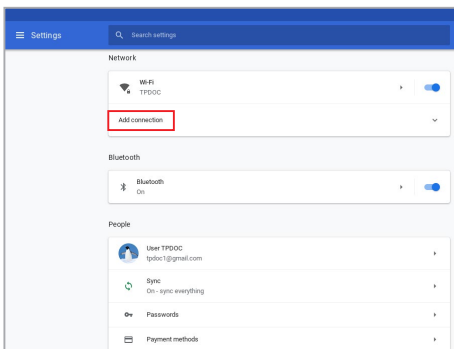 Settings
Search settings
Network
Wi-Fi
TPDOC
Add connection
Bluetooth
Bluetooth
On
People
User TPDOC
tpdoc1@gmail.com
Sync
On - sync everything
Passwords
Payment methods